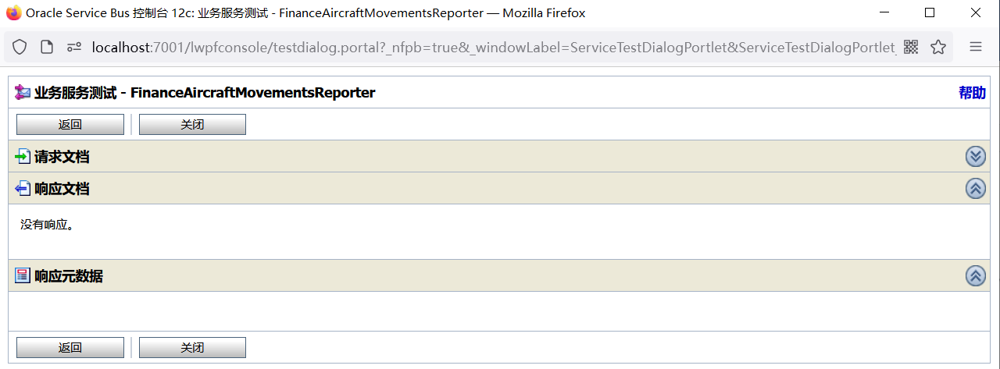 Oracle Service Bus 控制台 12c: 业务服务测试 - FinanceAircraftMovementsReporter — Mozilla Firefox
localhost:7001/lwpfconsole/testdialog.portal?_nfpb=true&_windowLabel=ServiceTestDialogPortlet&ServiceTestDialogPortlet_
业务服务测试 - FinanceAircraftMovementsReporter 帮助
返回 关闭
请求文档
响应文档
没有响应。
响应元数据
返回 关闭